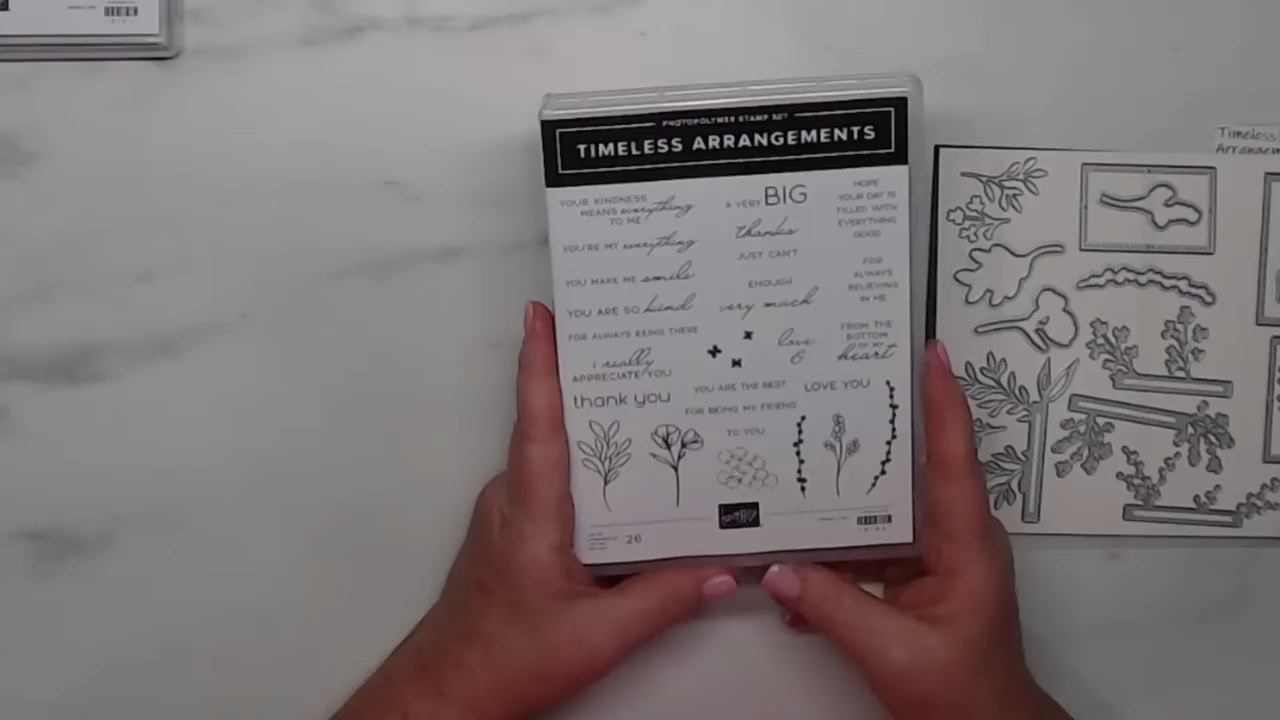 PHOTOPOLYMER STAMP SET
TIMELESS ARRANGEMENTS
YOUR KINDNESS
MEANS everything
TO ME
YOU'RE MY everything
YOU MAKE ME smile
YOU ARE SO kind
FOR ALWAYS BEING THERE
I really
APPRECIATE YOU
thank you
A VERY BIG
thanks
JUST CAN'T
ENOUGH
very much
love
&
YOU ARE THE BEST
LOVE YOU
FOR BEING MY FRIEND
TO YOU
HOPE
YOUR DAY IS
FILLED WITH
EVERYTHING
GOOD
FOR
ALWAYS
BELIEVING
IN ME
FROM THE
BOTTOM
OF MY
heart
26
Timeless
Arrangem